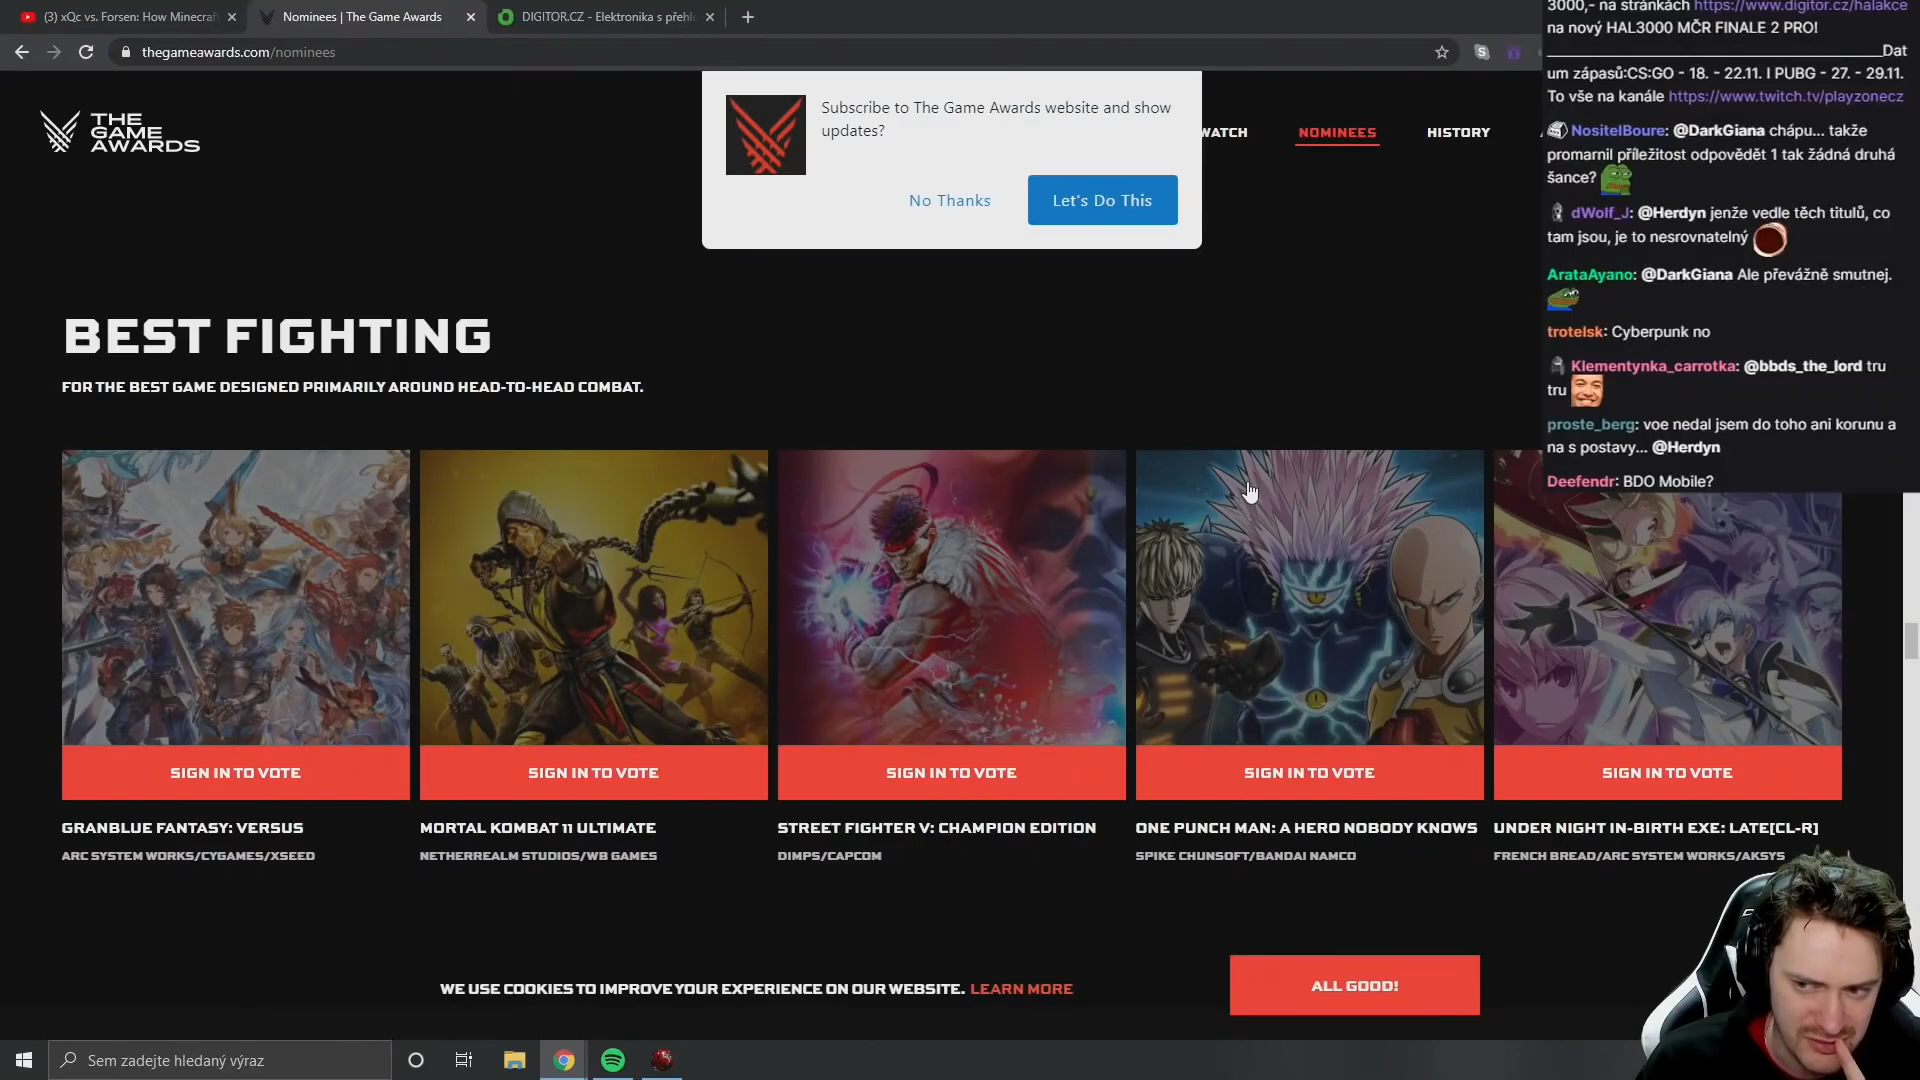 (3) xQc vs. Forsen: How Minecraf
Nominees | The Game Awards
DIGITOR.CZ - Elektronika s přehl
thegameawards.com/nominees
THE
GAME
AWARDS
Subscribe to The Game Awards website and show
updates?
No Thanks
Let's Do This
WATCH
NOMINEES
HISTORY
3000,- na stránkách https://www.digitor.cz/halakce
na nový HAL3000 MČR FINALE 2 PRO!
Dat
um zápasů:CS:GO - 18. - 22.11. I PUBG - 27. - 29.11.
To vše na kanále https://www.twitch.tv/playzonecz
NositelBoure: @DarkGiana chápu... takže
promarnil příležitost odpovědět 1 tak žádná druhá
šance?
dWolf_J: @Herdyn jenže vedle těch titulů, co
tam jsou, je to nesrovnatelný
ArataAyano: @DarkGiana Ale převážně smutnej.
trotelsk: Cyberpunk no
Klementynka_carrotka: @bbds_the_lord tru
tru
proste_berg: voe nedal jsem do toho ani korunu a
na s postavy... @Herdyn
Deefendr: BDO Mobile?
BEST FIGHTING
FOR THE BEST GAME DESIGNED PRIMARILY AROUND HEAD-TO-HEAD COMBAT.
SIGN IN TO VOTE
SIGN IN TO VOTE
SIGN IN TO VOTE
SIGN IN TO VOTE
SIGN IN TO VOTE
GRANBLUE FANTASY: VERSUS
ARC SYSTEM WORKS/CYGAMES/XSEED
MORTAL KOMBAT 11 ULTIMATE
NETHERREALM STUDIOS/WB GAMES
STREET FIGHTER V: CHAMPION EDITION
DIMPS/CAPCOM
ONE PUNCH MAN: A HERO NOBODY KNOWS
SPIKE CHUNSOFT/BANDAI NAMCO
UNDER NIGHT IN-BIRTH EXE: LATE[CL-R]
FRENCH BREAD/ARC SYSTEM WORKS/AKSYS
WE USE COOKIES TO IMPROVE YOUR EXPERIENCE ON OUR WEBSITE. LEARN MORE
ALL GOOD!
Sem zadejte hledaný výraz